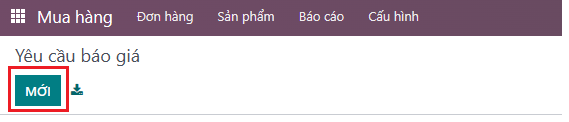 Mua hàng Đơn hàng Sản phẩm Báo cáo Cấu hình
Yêu cầu báo giá
MỚI